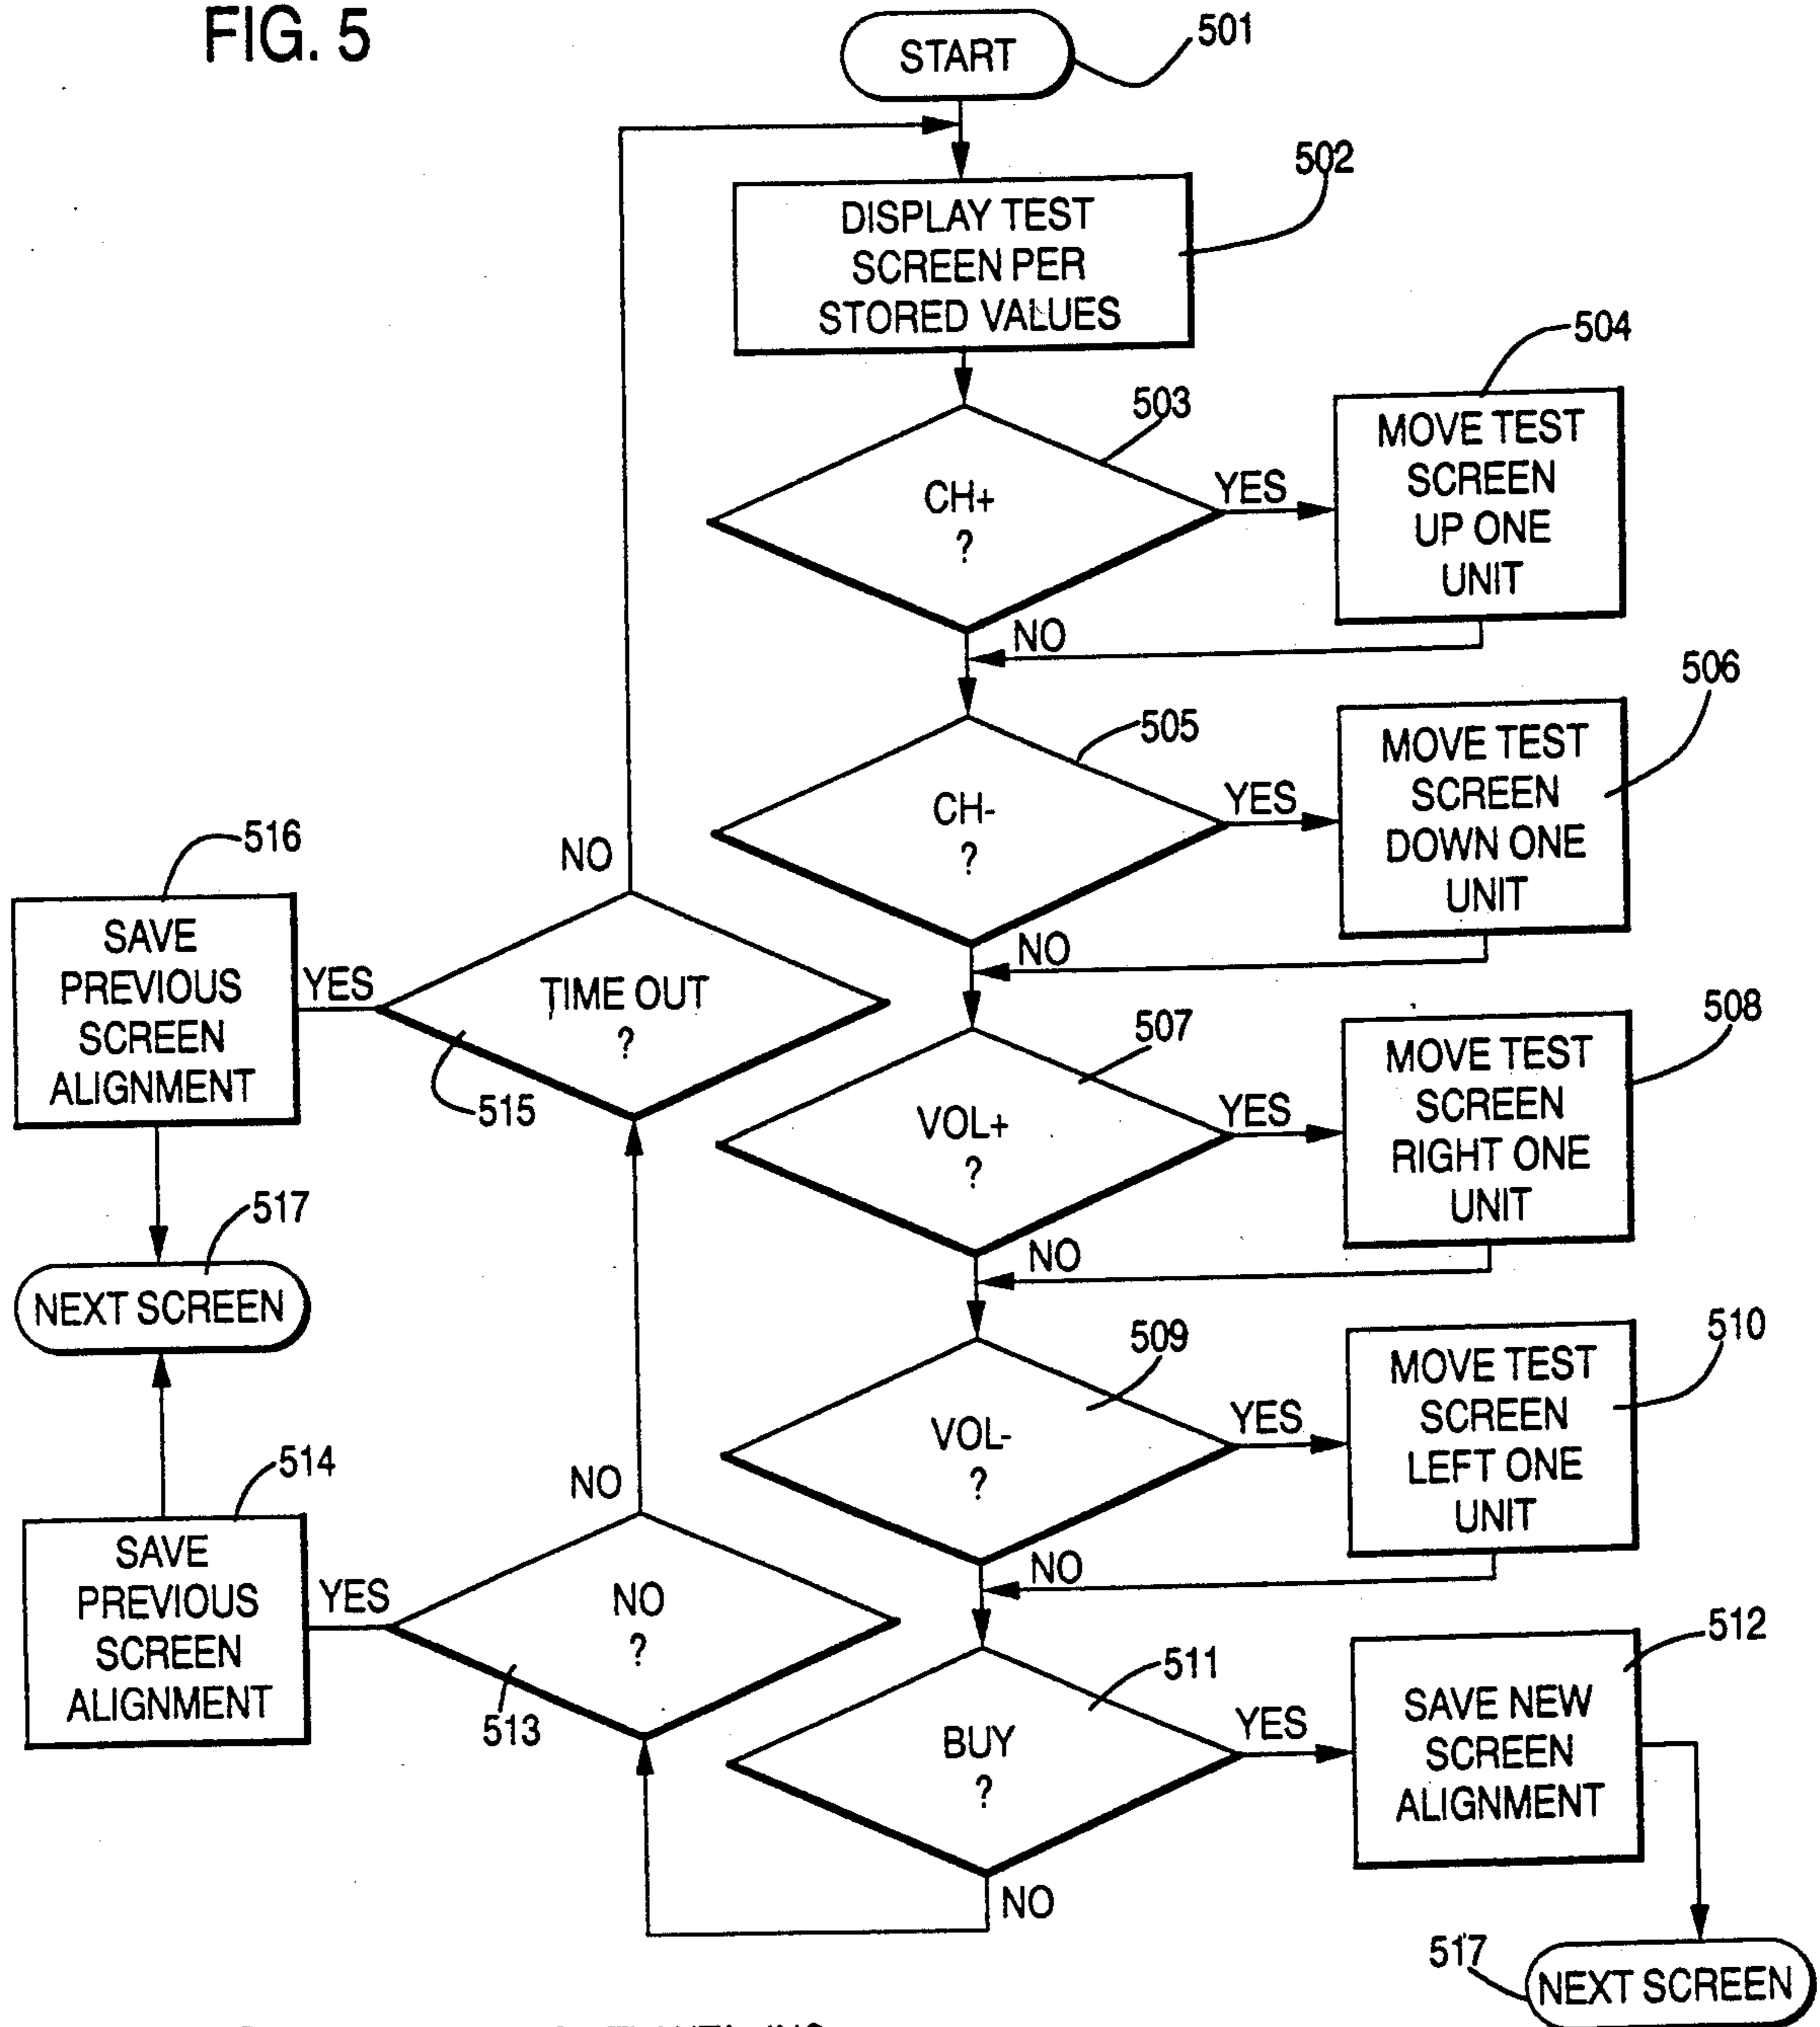 FIG. 5
START
501
502
DISPLAY TEST
SCREEN PER
STORED VALUES
503
CH+
?
YES
NO
504
MOVE TEST
SCREEN
UP ONE
UNIT
505
CH-
?
YES
NO
506
MOVE TEST
SCREEN
DOWN ONE
UNIT
507
VOL+
?
YES
NO
508
MOVE TEST
SCREEN
RIGHT ONE
UNIT
509
VOL-
?
YES
NO
510
MOVE TEST
SCREEN
LEFT ONE
UNIT
511
BUY
?
YES
NO
512
SAVE NEW
SCREEN
ALIGNMENT
517
NEXT SCREEN
NO
?
513
YES
NO
514
SAVE
PREVIOUS
SCREEN
ALIGNMENT
TIME OUT
?
515
YES
NO
516
SAVE
PREVIOUS
SCREEN
ALIGNMENT
517
NEXT SCREEN